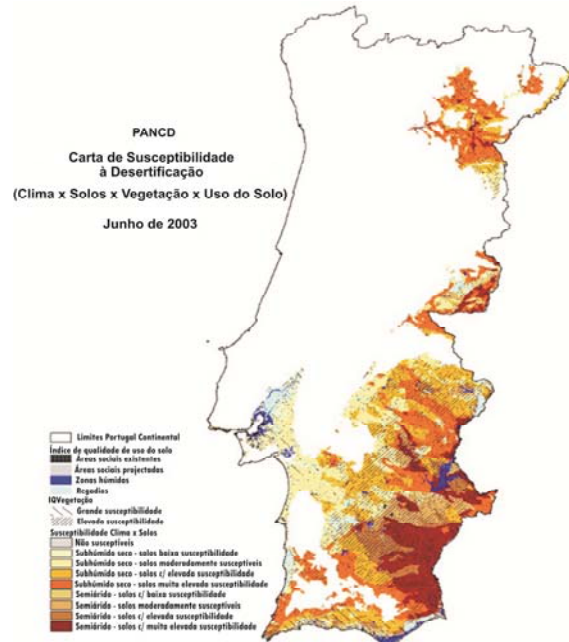 PANCD
Carta de Susceptibilidade
à Desertificação
(Clima x Solos x Vegetação x Uso do Solo)
Junho de 2003
Limites Portugal Continental
Índice de qualidade de uso do solo
Áreas sociais existentes
Áreas sociais projectadas
Zonas húmidas
Regadios
IQVegetação
Grande susceptibilidade
Elevada susceptibilidade
Susceptibilidade Clima x Solos
Não susceptíveis
Subhúmido seco - solos baixa susceptibilidade
Subhúmido seco - solos moderadamente susceptíveis
Subhúmido seco - solos c/ elevada susceptibilidade
Subhúmido seco - solos muito elevada susceptibilidade
Semiárido - solos c/ baixa susceptibilidade
Semiárido - solos moderadamente susceptíveis
Semiárido - solos c/ elevada susceptibilidade
Semiárido - solos c/ muito elevada susceptibilidade